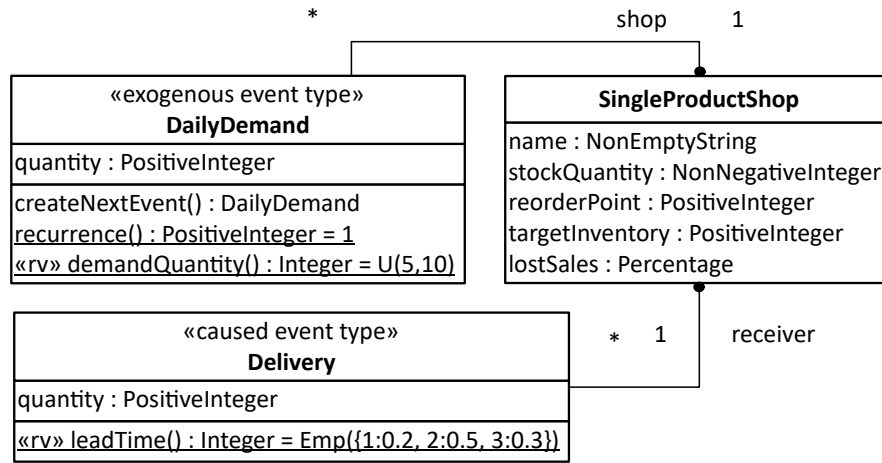 * shop 1
«exogenous event type»
DailyDemand
quantity : PositiveInteger
createNextEvent() : DailyDemand
recurrence() : PositiveInteger = 1
«rv» demandQuantity() : Integer = U(5,10)
SingleProductShop
name : NonEmptyString
stockQuantity : NonNegativeInteger
reorderPoint : PositiveInteger
targetInventory : PositiveInteger
lostSales : Percentage
* 1 receiver
«caused event type»
Delivery
quantity : PositiveInteger
«rv» leadTime() : Integer = Emp({1:0.2, 2:0.5, 3:0.3})